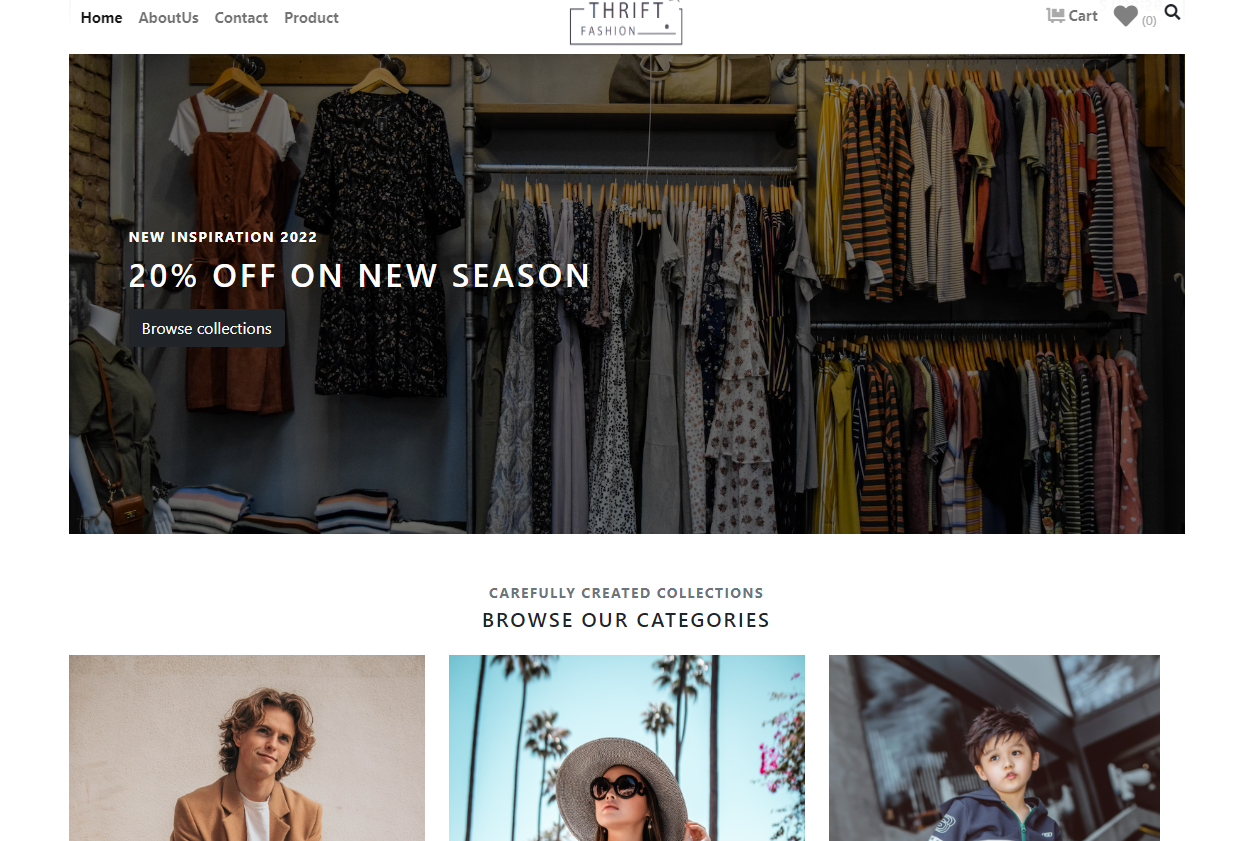 Home AboutUs Contact Product
THRIFT
FASHION
Cart (0)
NEW INSPIRATION 2022
20% OFF ON NEW SEASON
Browse collections
CAREFULLY CREATED COLLECTIONS
BROWSE OUR CATEGORIES